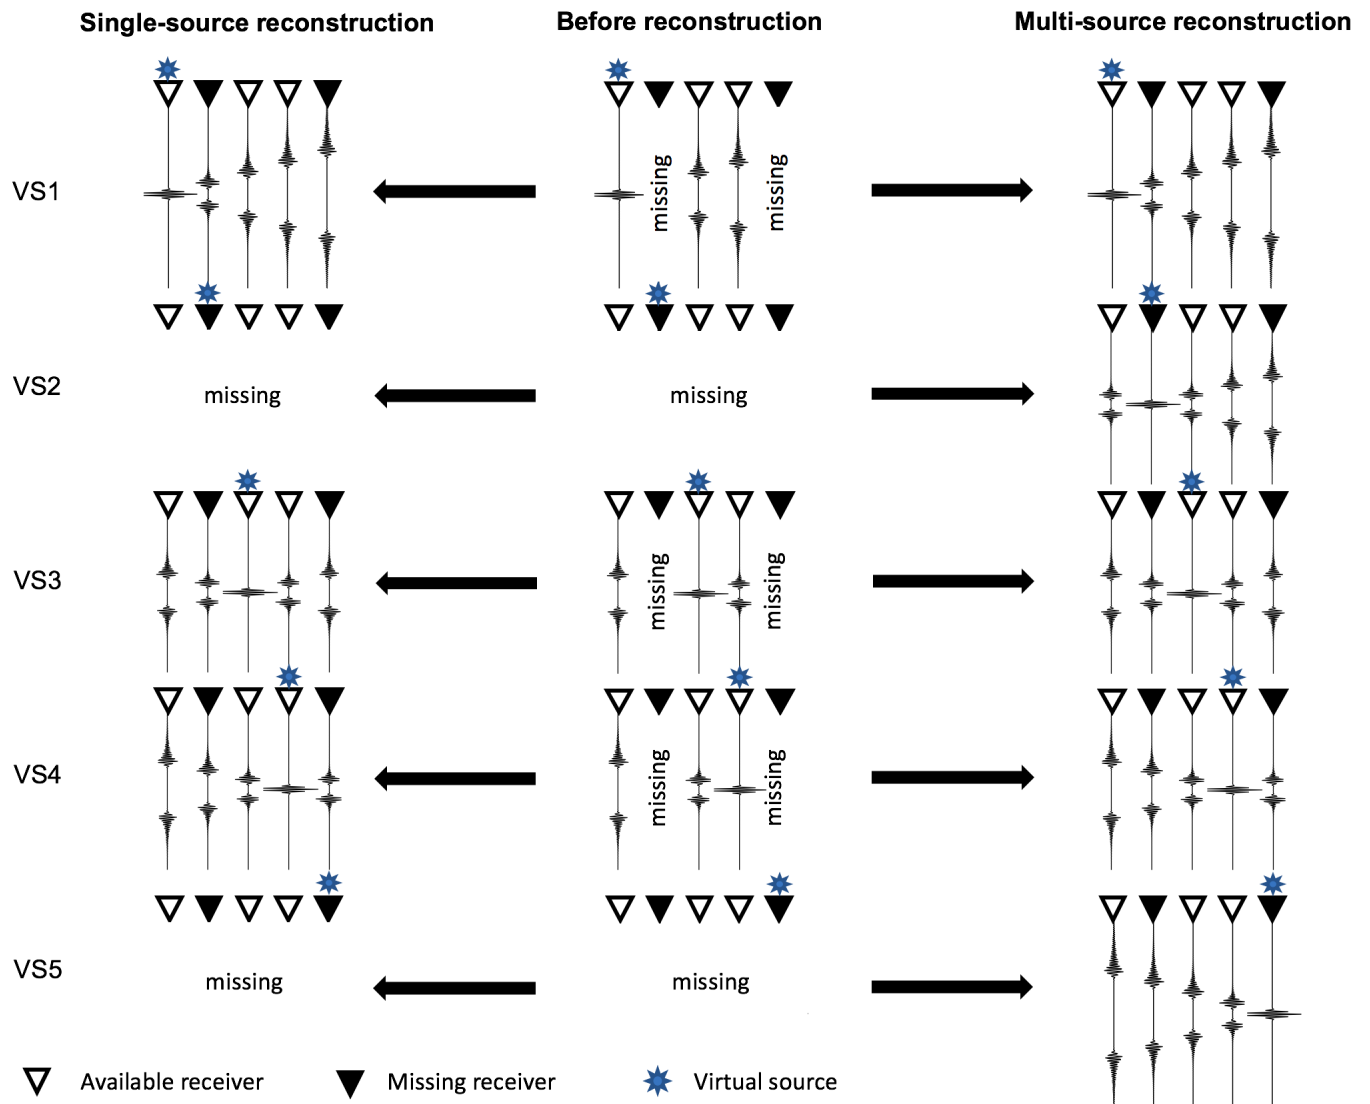 Single-source reconstruction
Before reconstruction
Multi-source reconstruction
VS1
missing
missing
VS2
missing
missing
VS3
missing
missing
VS4
missing
missing
VS5
missing
missing
Available receiver
Missing receiver
Virtual source